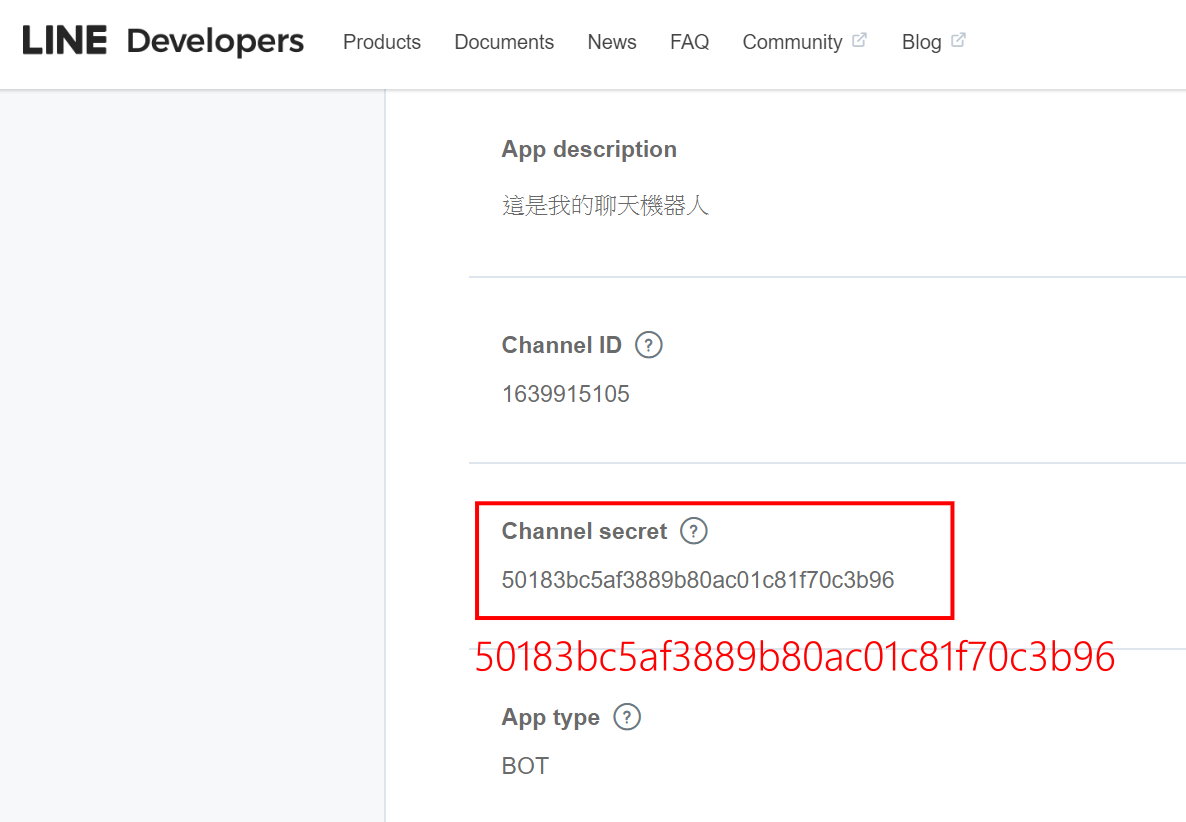 LINE Developers Products Documents News FAQ Community Blog
App description
這是我的聊天機器人
Channel ID ?
1639915105
Channel secret ?
50183bc5af3889b80ac01c81f70c3b96
50183bc5af3889b80ac01c81f70c3b96
App type ?
BOT